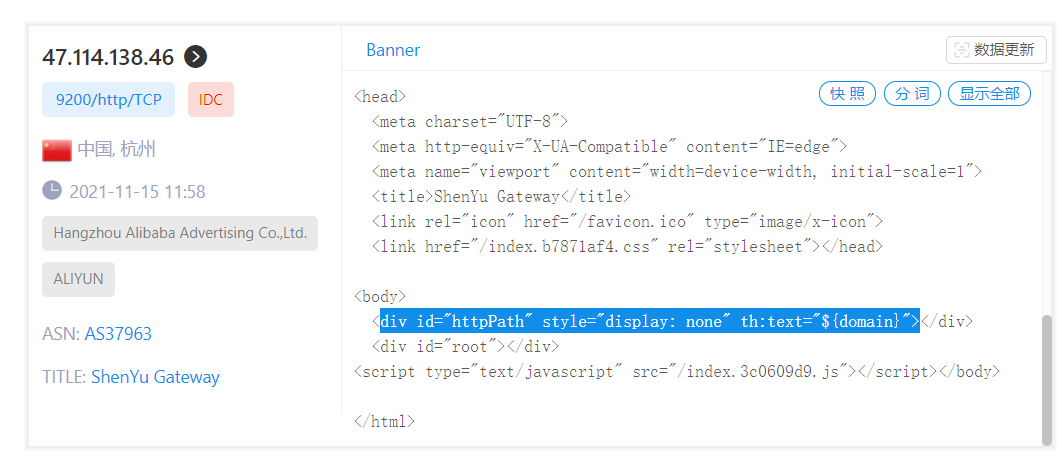 47.114.138.46
9200/http/TCP IDC
中国, 杭州
2021-11-15 11:58
Hangzhou Alibaba Advertising Co.,Ltd.
ALIYUN
ASN: AS37963
TITLE: ShenYu Gateway
Banner
数据更新
快 照 分 词 显示全部
<head>
<meta charset="UTF-8">
<meta http-equiv="X-UA-Compatible" content="IE=edge">
<meta name="viewport" content="width=device-width, initial-scale=1">
<title>ShenYu Gateway</title>
<link rel="icon" href="/favicon.ico" type="image/x-icon">
<link href="/index.b7871af4.css" rel="stylesheet"></head>
<body>
<div id="httpPath" style="display: none" th:text="${domain}"></div>
<div id="root"></div>
<script type="text/javascript" src="/index.3c0609d9.js"></script></body>
</html>